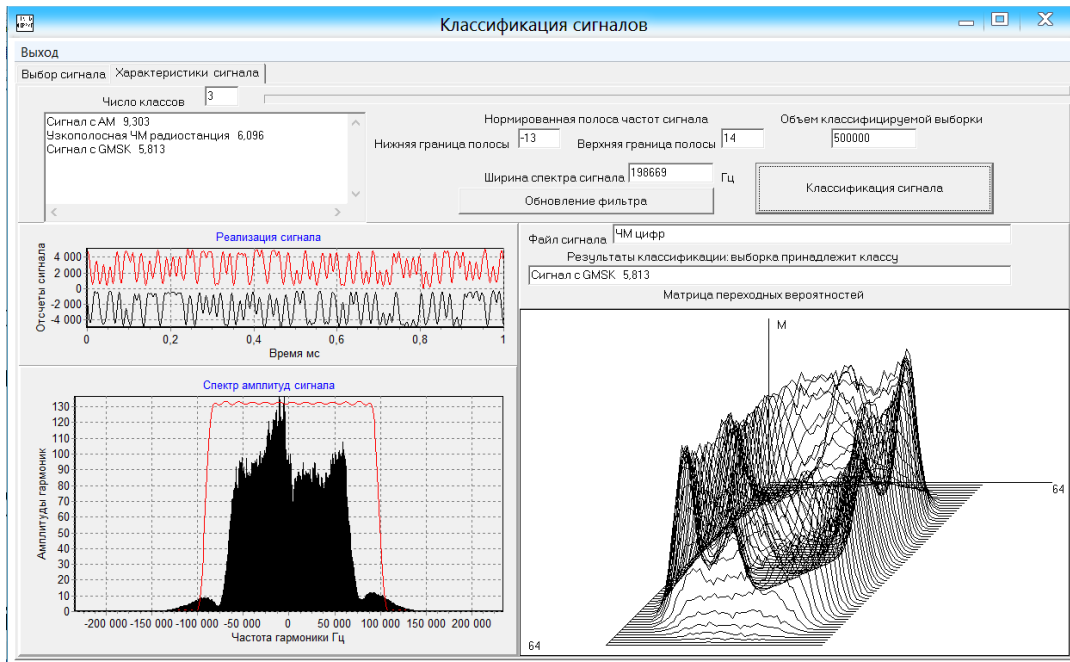 Классификация сигналов
Выход
Выбор сигнала Характеристики сигнала
Число классов 3
Сигнал с АМ 9,303
Узкополосная ЧМ радиостанция 6,096
Сигнал с GMSK 5,813
Нормированная полоса частот сигнала
Объем классифицируемой выборки
Нижняя граница полосы -13 Верхняя граница полосы 14
500000
Ширина спектра сигнала 198669 Гц
Обновление фильтра
Классификация сигнала
Реализация сигнала
Отсчеты сигнала
4 000
2 000
0
-2 000
-4 000
0 0,2 0,4 0,6 0,8 1
Время мс
Файл сигнала ЧМ цифр
Результаты классификации: выборка принадлежит классу
Сигнал с GMSK 5,813
Матрица переходных вероятностей
M
64
64
Спектр амплитуд сигнала
Амплитуды гармоник
130
120
110
100
90
80
70
60
50
40
30
20
10
0
-200 000 -150 000 -100 000 -50 000 0 50 000 100 000 150 000 200 000
Частота гармоники Гц